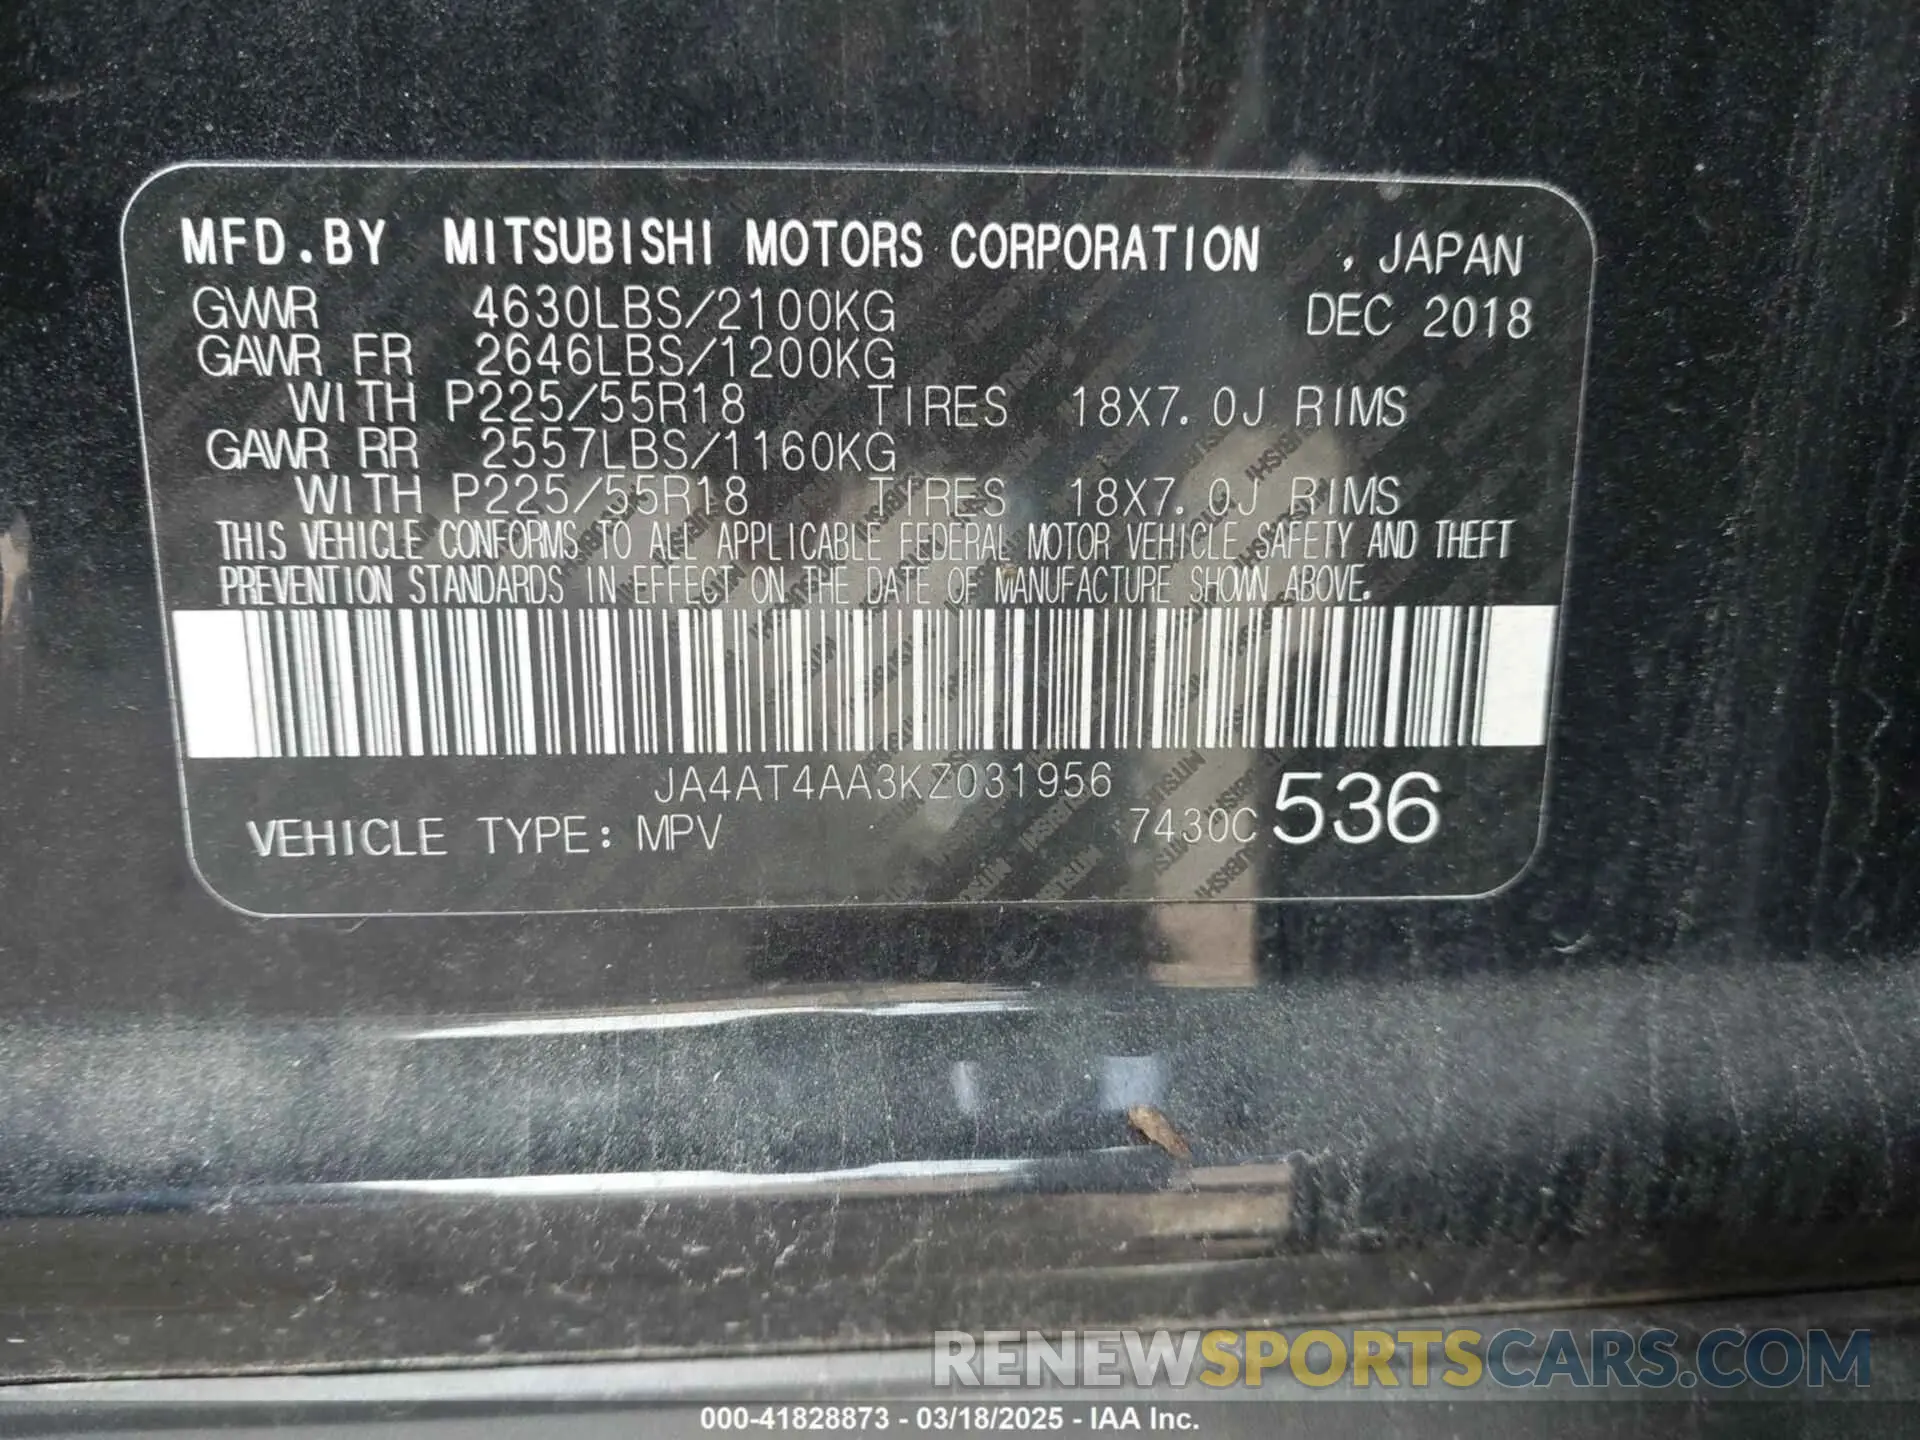 MFD.BY MITSUBISHI MOTORS CORPORATION , JAPAN
GVWR 4630LBS/2100KG DEC 2018
GAWR FR 2646LBS/1200KG
WITH P225/55R18 TIRES 18X7.0J RIMS
GAWR RR 2557LBS/1160KG
WITH P225/55R18 TIRES 18X7.0J RIMS
THIS VEHICLE CONFORMS TO ALL APPLICABLE FEDERAL MOTOR VEHICLE SAFETY AND THEFT
PREVENTION STANDARDS IN EFFECT ON THE DATE OF MANUFACTURE SHOWN ABOVE.
JA4AT4AA3KZ031956
VEHICLE TYPE: MPV 7430C 536
RENEWSPORTSCARS.COM
000-41828873 - 03/18/2025 - IAA Inc.